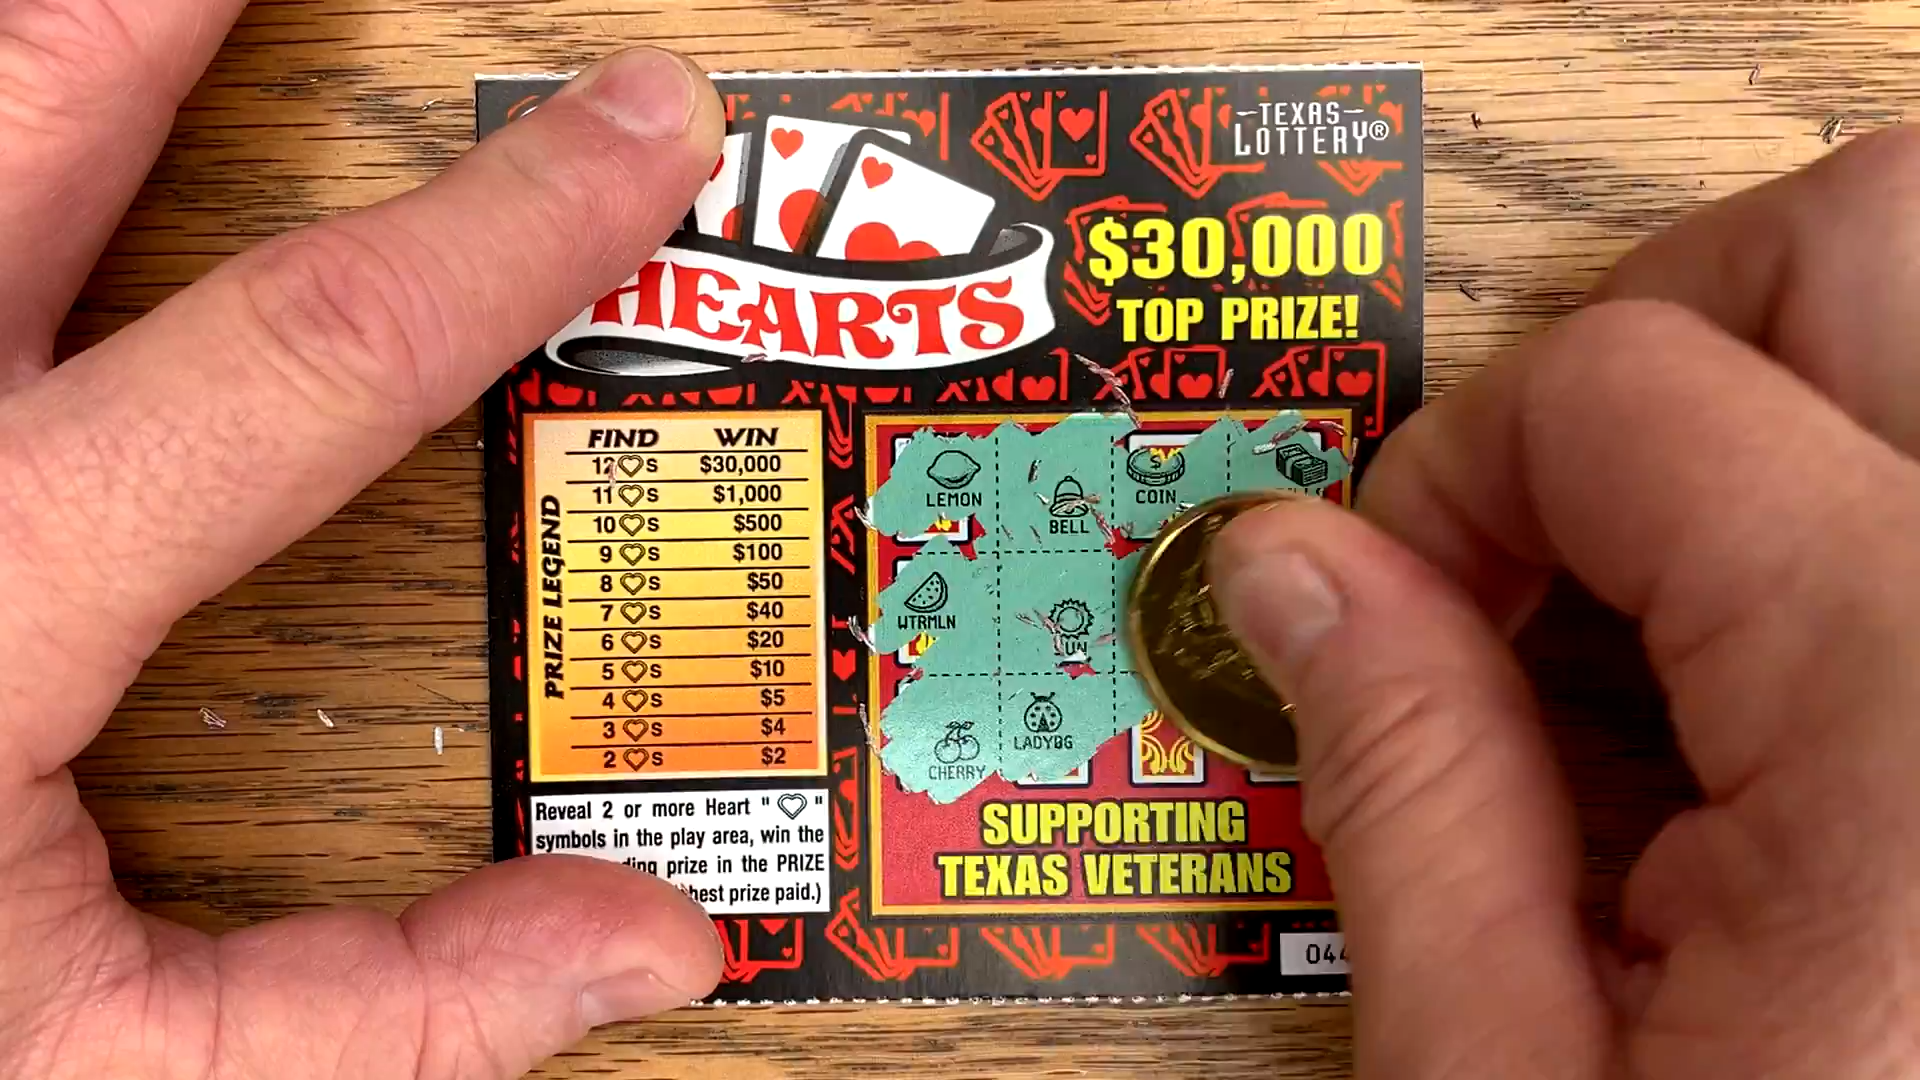 TEXAS
LOTTERY®
HEARTS
$30,000
TOP PRIZE!
FIND WIN
12 ♡s $30,000
11 ♡s $1,000
10 ♡s $500
9 ♡s $100
8 ♡s $50
7 ♡s $40
6 ♡s $20
5 ♡s $10
4 ♡s $5
3 ♡s $4
2 ♡s $2
PRIZE LEGEND
Reveal 2 or more Heart "♡"
symbols in the play area, win the
prize in the PRIZE
prize paid.)
LEMON
BELL
COIN
WTRMLN
CHERRY
LADYBG
SUPPORTING
TEXAS VETERANS